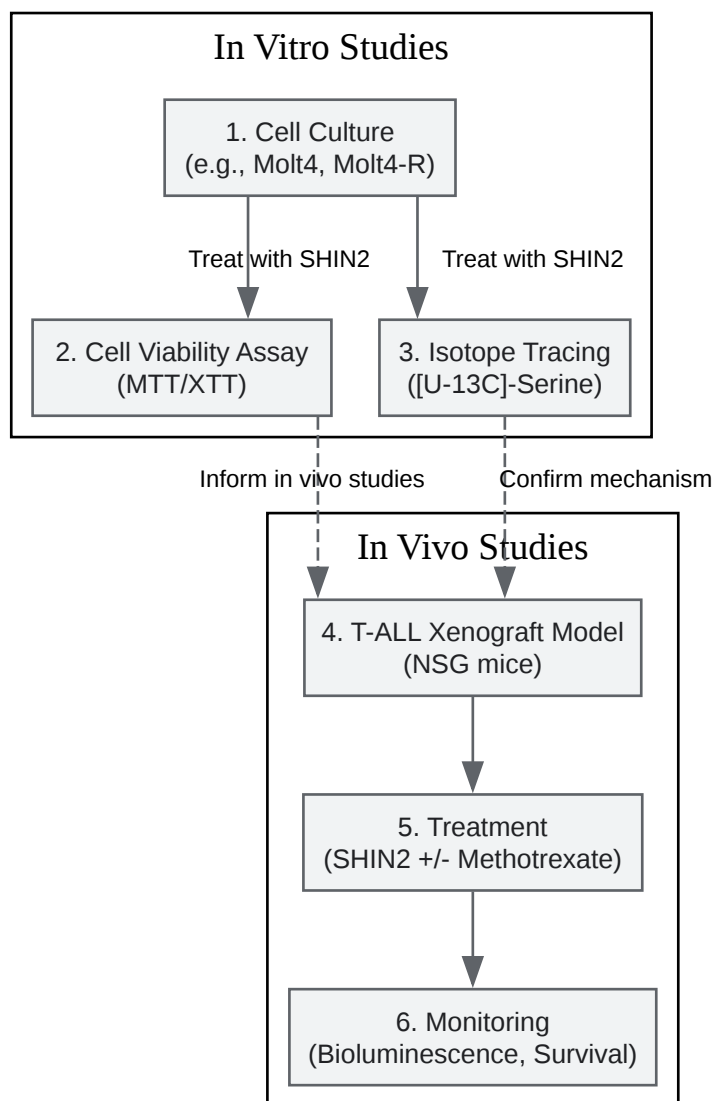 In Vitro Studies
1. Cell Culture
(e.g., Molt4, Molt4-R)
Treat with SHIN2
Treat with SHIN2
2. Cell Viability Assay
(MTT/XTT)
3. Isotope Tracing
([U-13C]-Serine)
Inform in vivo studies
Confirm mechanism
In Vivo Studies
4. T-ALL Xenograft Model
(NSG mice)
5. Treatment
(SHIN2 +/- Methotrexate)
6. Monitoring
(Bioluminescence, Survival)